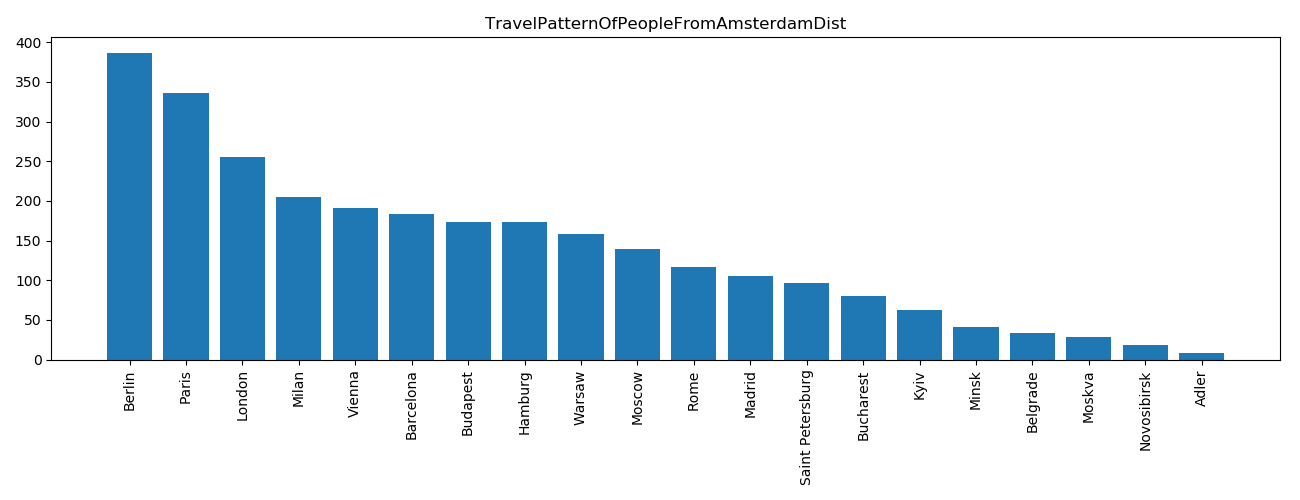 TravelPatternOfPeopleFromAmsterdamDist
400
350
300
250
200
150
100
50
0
Berlin
Paris
London
Milan
Vienna
Barcelona
Budapest
Hamburg
Warsaw
Moscow
Rome
Madrid
Saint Petersburg
Bucharest
Kyiv
Minsk
Belgrade
Moskva
Novosibirsk
Adler